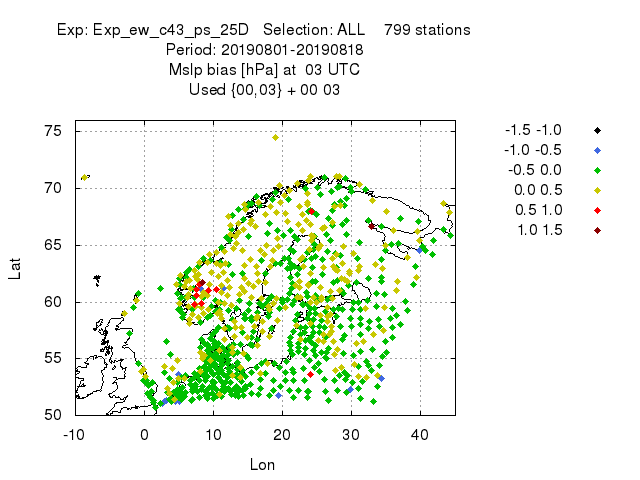 Exp: Exp_ew_c43_ps_25D Selection: ALL 799 stations
Period: 20190801-20190818
Mslp bias [hPa] at 03 UTC
Used {00,03} + 00 03
-1.5 -1.0
-1.0 -0.5
-0.5 0.0
0.0 0.5
0.5 1.0
1.0 1.5
75
70
65
60
55
50
Lat
-10 0 10 20 30 40
Lon